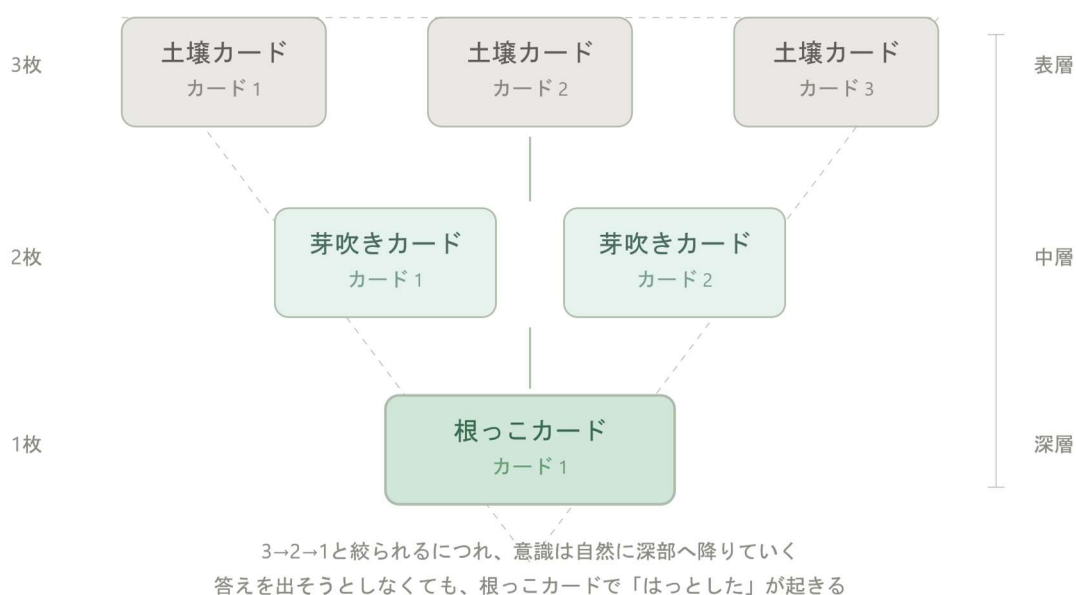 3枚
土壌カード
カード 1
土壌カード
カード 2
土壌カード
カード 3
表層
2枚
芽吹きカード
カード 1
芽吹きカード
カード 2
中層
1枚
根っこカード
カード 1
深層
3→2→1と絞られるにつれ、意識は自然に深部へ降りていく
答えを出そうとしなくても、根っこカードで「はっとした」が起きる